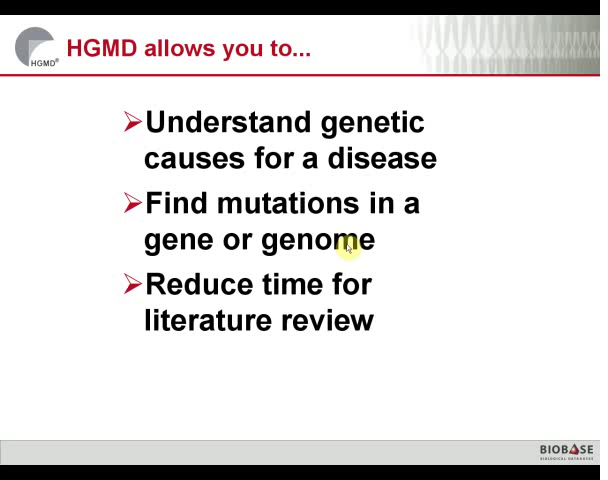 HGMD allows you to...
HGMD®
Understand genetic
causes for a disease
Find mutations in a
gene or genome
Reduce time for
literature review
BIOBASE
BIOLOGICAL DATABASES